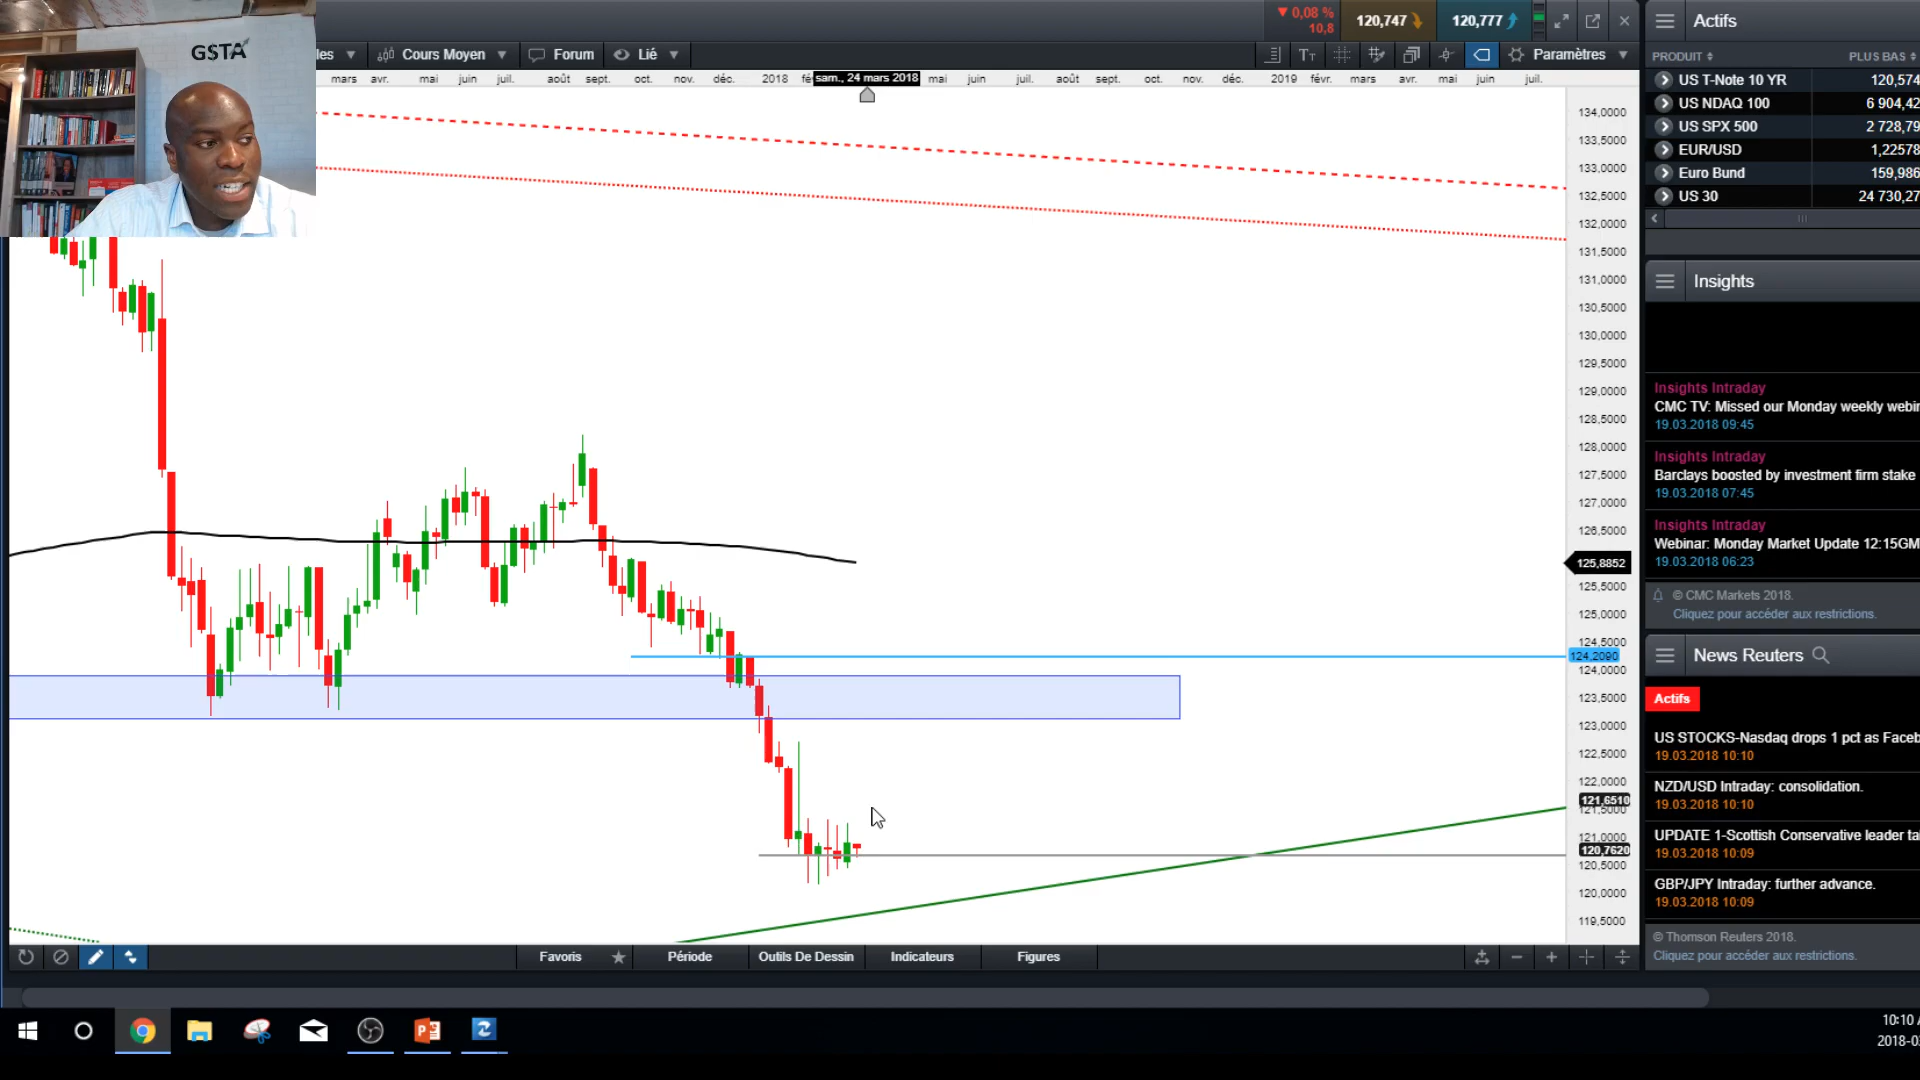 GSTA
▼ 0,08 %
10,8
120,747
120,777
les
Cours Moyen
Forum
Lié
Paramètres
mars avr. mai juin juil. août sept. oct. nov. déc. 2018 fé sam., 24 mars 2018 mai juin juil. août sept. oct. nov. déc. 2019 févr. mars avr. mai juin juil.
134,0000
133,5000
133,0000
132,5000
132,0000
131,5000
131,0000
130,5000
130,0000
129,5000
129,0000
128,5000
128,0000
127,5000
127,0000
126,5000
125,8852
125,5000
125,0000
124,5000
124,2090
124,0000
123,5000
123,0000
122,5000
122,0000
121,6510
121,5000
121,0000
120,7620
120,5000
120,0000
119,5000
Favoris
Période
Outils De Dessin
Indicateurs
Figures
Actifs
PRODUIT PLUS BAS
US T-Note 10 YR 120,574
US NDAQ 100 6 904,42
US SPX 500 2 728,79
EUR/USD 1,22578
Euro Bund 159,986
US 30 24 730,27
Insights
Insights Intraday
CMC TV: Missed our Monday weekly webin
19.03.2018 09:45
Insights Intraday
Barclays boosted by investment firm stake
19.03.2018 07:45
Insights Intraday
Webinar: Monday Market Update 12:15GM
19.03.2018 06:23
© CMC Markets 2018.
Cliquez pour accéder aux restrictions.
News Reuters
Actifs
US STOCKS-Nasdaq drops 1 pct as Faceb
19.03.2018 10:10
NZD/USD Intraday: consolidation.
19.03.2018 10:10
UPDATE 1-Scottish Conservative leader ta
19.03.2018 10:09
GBP/JPY Intraday: further advance.
19.03.2018 10:09
© Thomson Reuters 2018.
Cliquez pour accéder aux restrictions.
10:10
2018-0